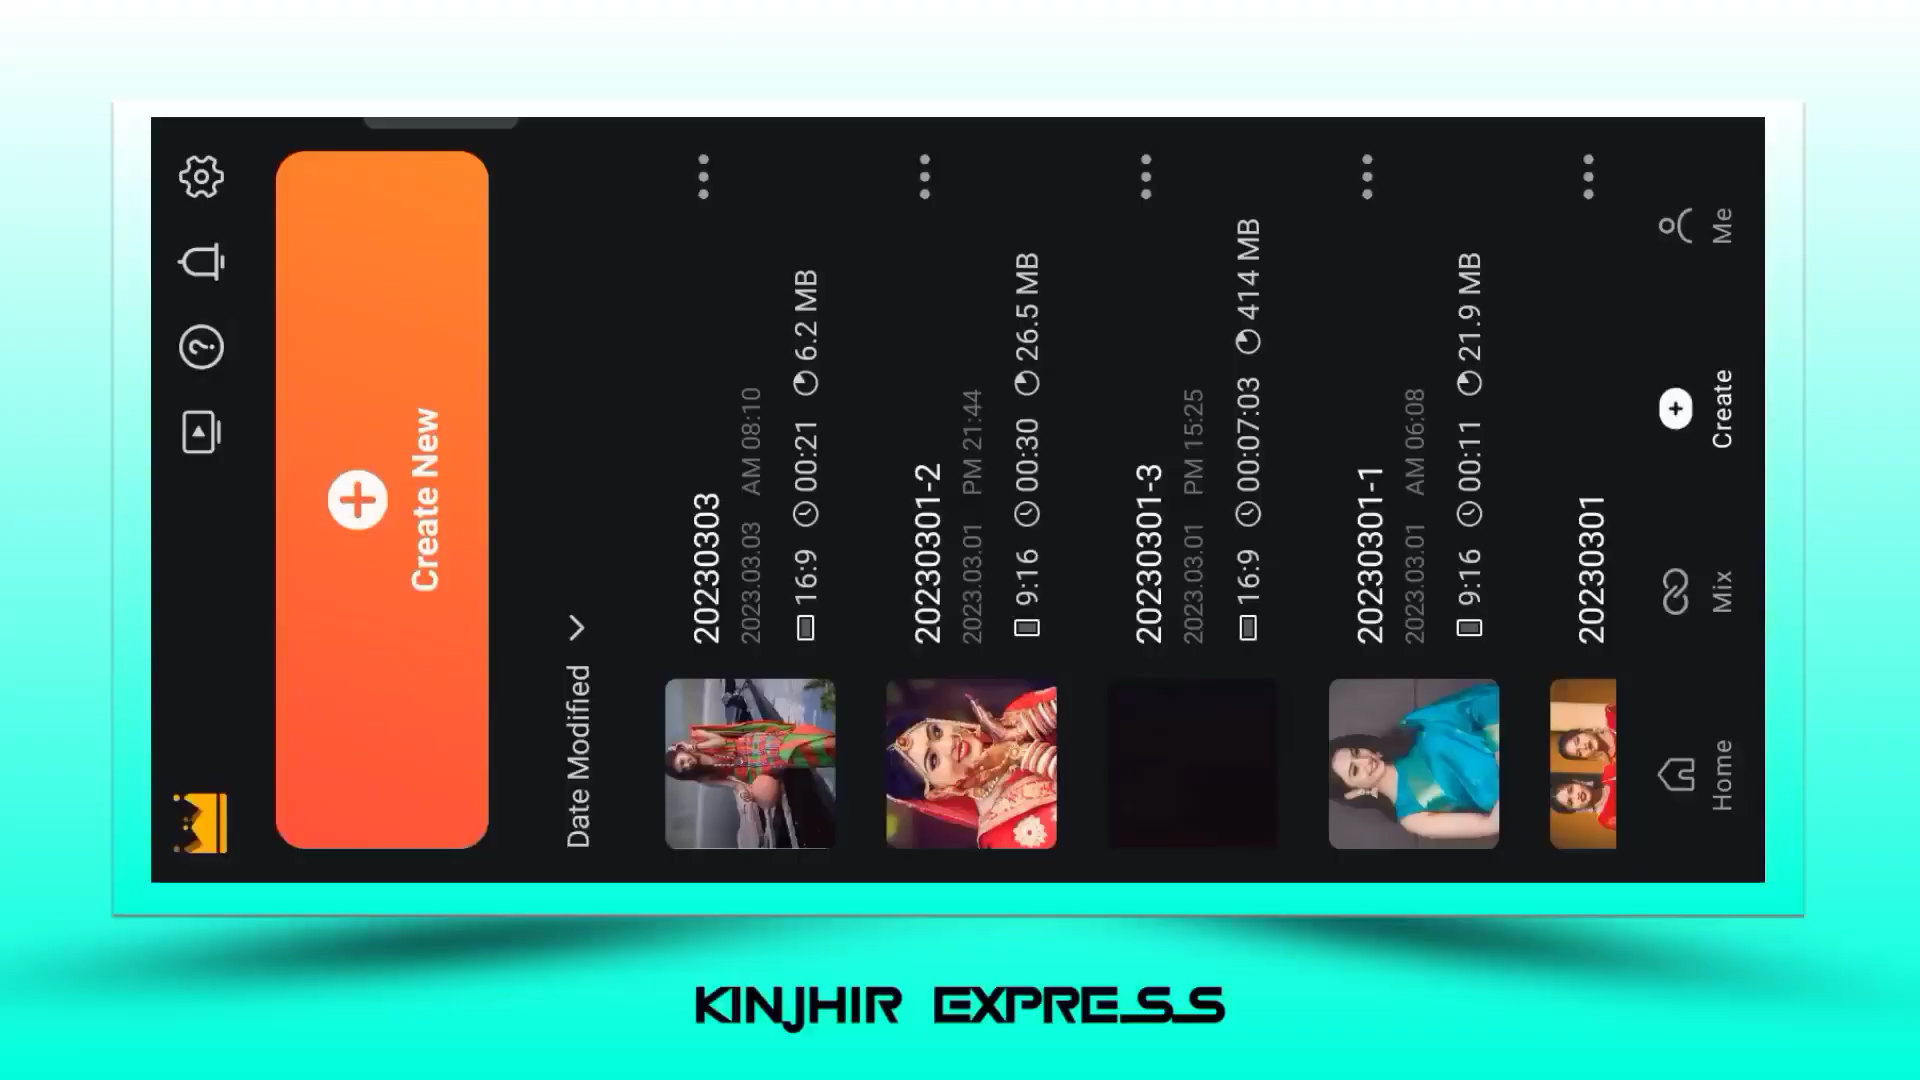 Create New
Date Modified
20230303
2023.03.03 AM 08:10
16:9 00:21 6.2 MB
20230301-2
2023.03.01 PM 21:44
9:16 00:30 26.5 MB
20230301-3
2023.03.01 PM 15:25
16:9 00:07:03 414 MB
20230301-1
2023.03.01 AM 06:08
9:16 00:11 21.9 MB
20230301
Home Mix Create Me
KINJHIR EXPRESS